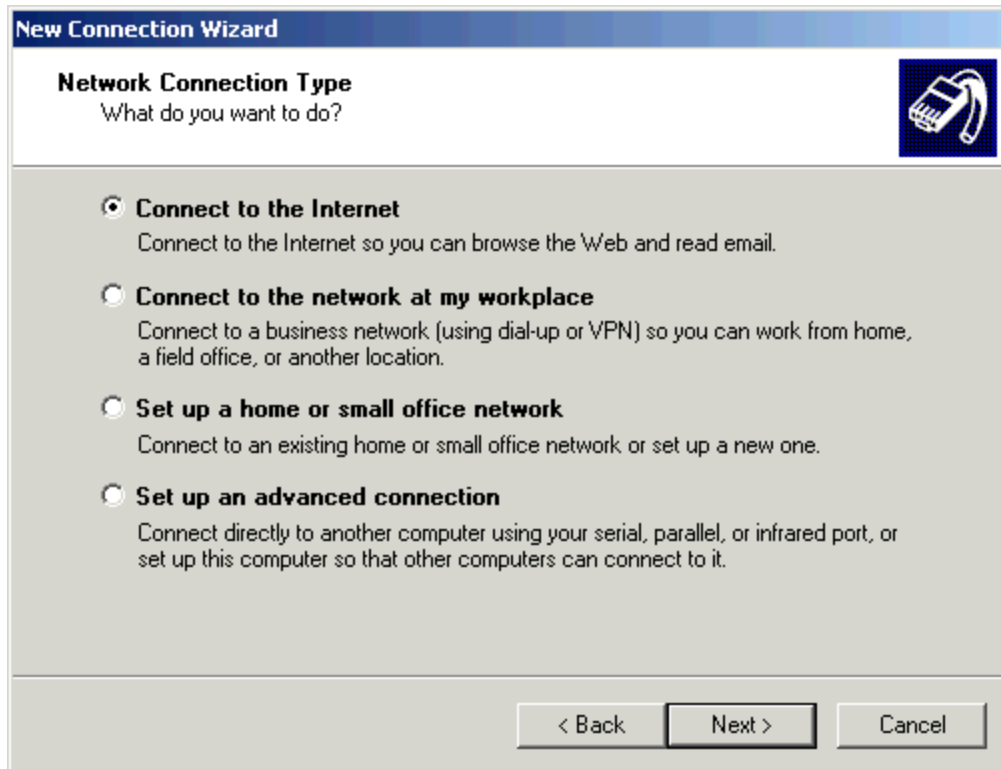 New Connection Wizard
Network Connection Type
What do you want to do?
Connect to the Internet
Connect to the Internet so you can browse the Web and read email.
Connect to the network at my workplace
Connect to a business network (using dial-up or VPN) so you can work from home,
a field office, or another location.
Set up a home or small office network
Connect to an existing home or small office network or set up a new one.
Set up an advanced connection
Connect directly to another computer using your serial, parallel, or infrared port, or
set up this computer so that other computers can connect to it.
< Back Next > Cancel